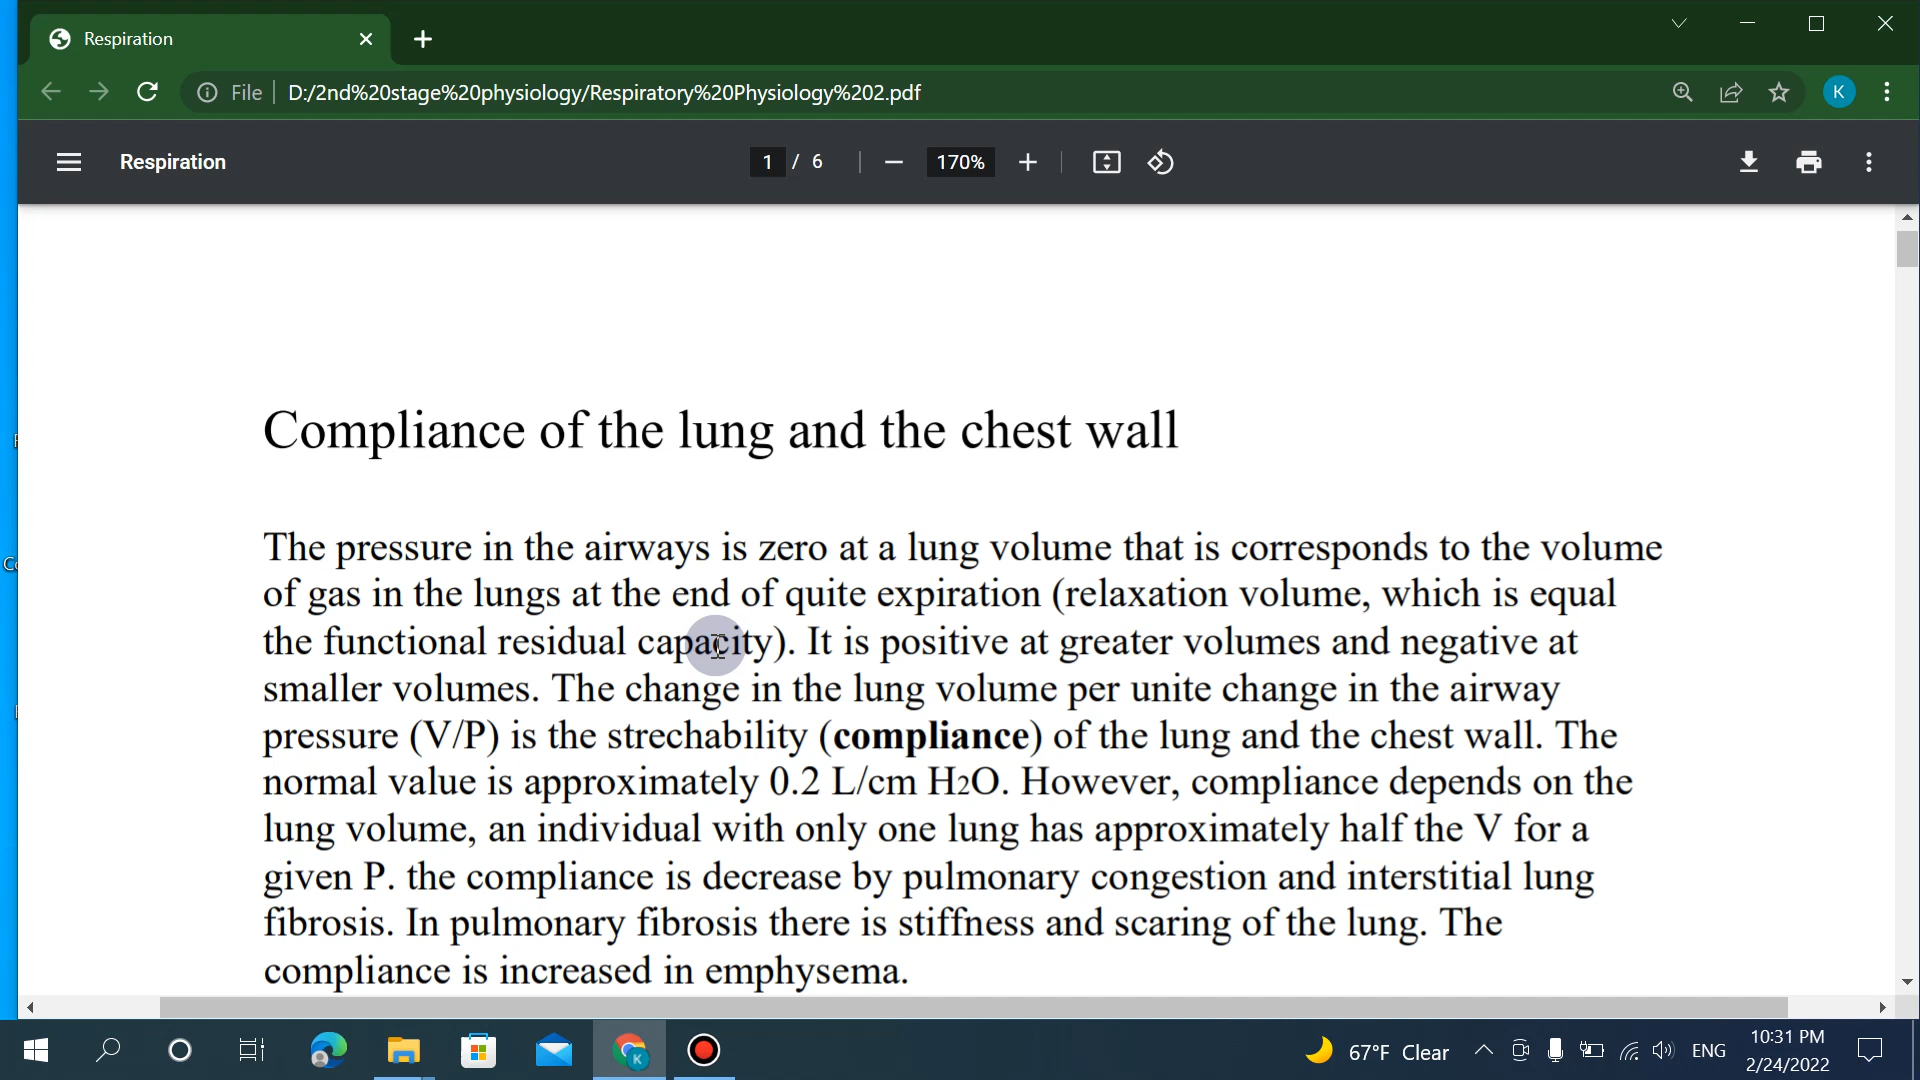 Respiration
File
D:/2nd%20stage%20physiology/Respiratory%20Physiology%202.pdf
K
Respiration
1 / 6
170%
Compliance of the lung and the chest wall
The pressure in the airways is zero at a lung volume that is corresponds to the volume
of gas in the lungs at the end of quite expiration (relaxation volume, which is equal
the functional residual capacity). It is positive at greater volumes and negative at
smaller volumes. The change in the lung volume per unite change in the airway
pressure (V/P) is the strechability (compliance) of the lung and the chest wall. The
normal value is approximately 0.2 L/cm H2O. However, compliance depends on the
lung volume, an individual with only one lung has approximately half the V for a
given P. the compliance is decrease by pulmonary congestion and interstitial lung
fibrosis. In pulmonary fibrosis there is stiffness and scaring of the lung. The
compliance is increased in emphysema.
K
67°F Clear
ENG
10:31 PM
2/24/2022